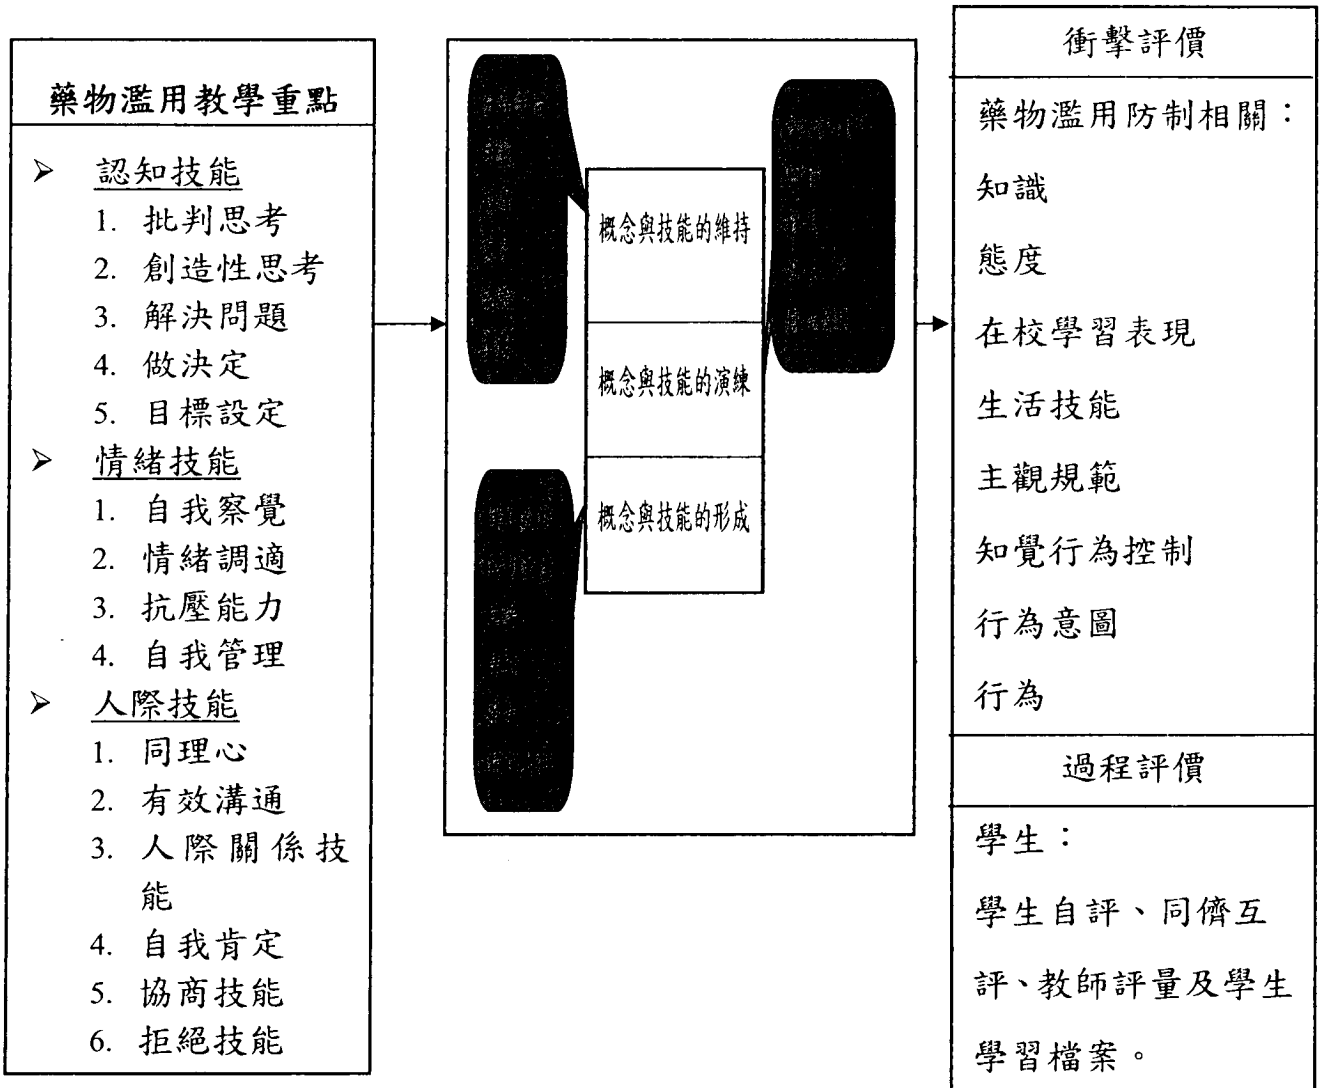 藥物濫用教學重點
➢ 認知技能
1. 批判思考
2. 創造性思考
3. 解決問題
4. 做決定
5. 目標設定
➢ 情緒技能
1. 自我察覺
2. 情緒調適
3. 抗壓能力
4. 自我管理
➢ 人際技能
1. 同理心
2. 有效溝通
3. 人際關係技
能
4. 自我肯定
5. 協商技能
6. 拒絕技能
概念與技能的維持
概念與技能的演練
概念與技能的形成
衝擊評價
藥物濫用防制相關：
知識
態度
在校學習表現
生活技能
主觀規範
知覺行為控制
行為意圖
行為
過程評價
學生：
學生自評、同儕互
評、教師評量及學生
學習檔案。